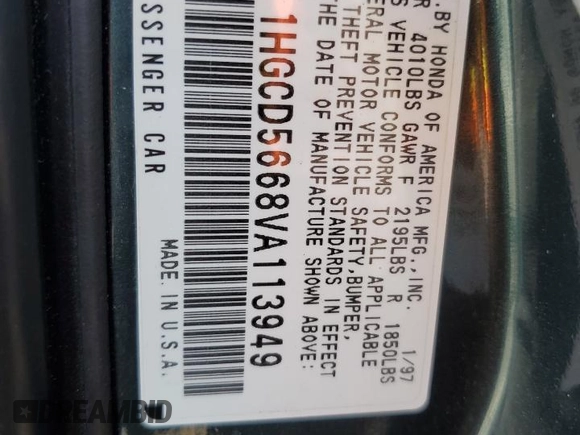 .BY HONDA OF AMERICA MFG.,INC. 1/97
R 4010LBS GAWR F 2195LBS R 1850LBS
S VEHICLE CONFORMS TO ALL APPLICABLE
ERAL MOTOR VEHICLE SAFETY,BUMPER,
THEFT PREVENTION STANDARDS IN EFFECT
THE DATE OF MANUFACTURE SHOWN ABOVE:
1HGCD5668VA113949
SSENGER CAR MADE IN U.S.A.
DREAMBID